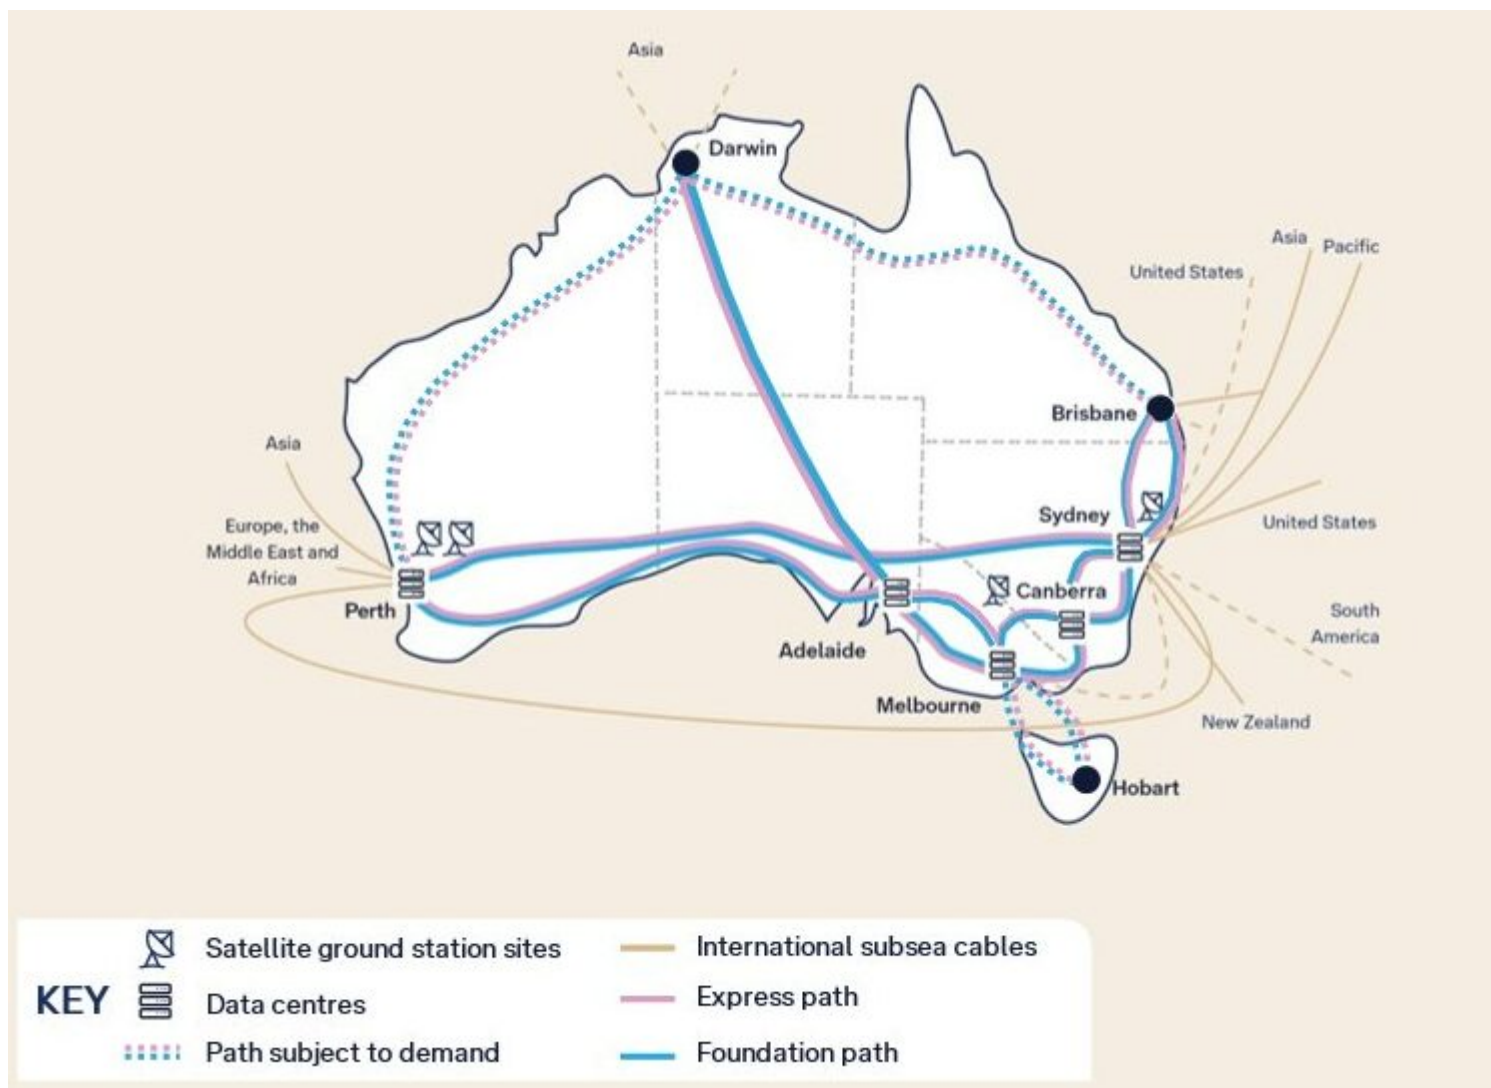 Asia
Darwin
Asia
Pacific
United States
Brisbane
Asia
Sydney
United States
Europe, the
Middle East and
Africa
Canberra
Perth
South
America
Adelaide
Melbourne
New Zealand
Hobart
KEY
Satellite ground station sites
Data centres
Path subject to demand
International subsea cables
Express path
Foundation path